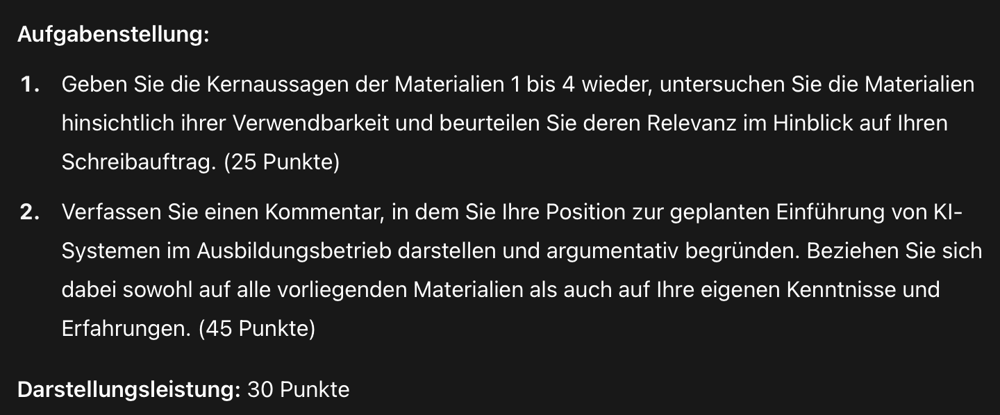 Aufgabenstellung:
1. Geben Sie die Kernaussagen der Materialien 1 bis 4 wieder, untersuchen Sie die Materialien
hinsichtlich ihrer Verwendbarkeit und beurteilen Sie deren Relevanz im Hinblick auf Ihren
Schreibauftrag. (25 Punkte)
2. Verfassen Sie einen Kommentar, in dem Sie Ihre Position zur geplanten Einführung von KI-
Systemen im Ausbildungsbetrieb darstellen und argumentativ begründen. Beziehen Sie sich
dabei sowohl auf alle vorliegenden Materialien als auch auf Ihre eigenen Kenntnisse und
Erfahrungen. (45 Punkte)
Darstellungsleistung: 30 Punkte